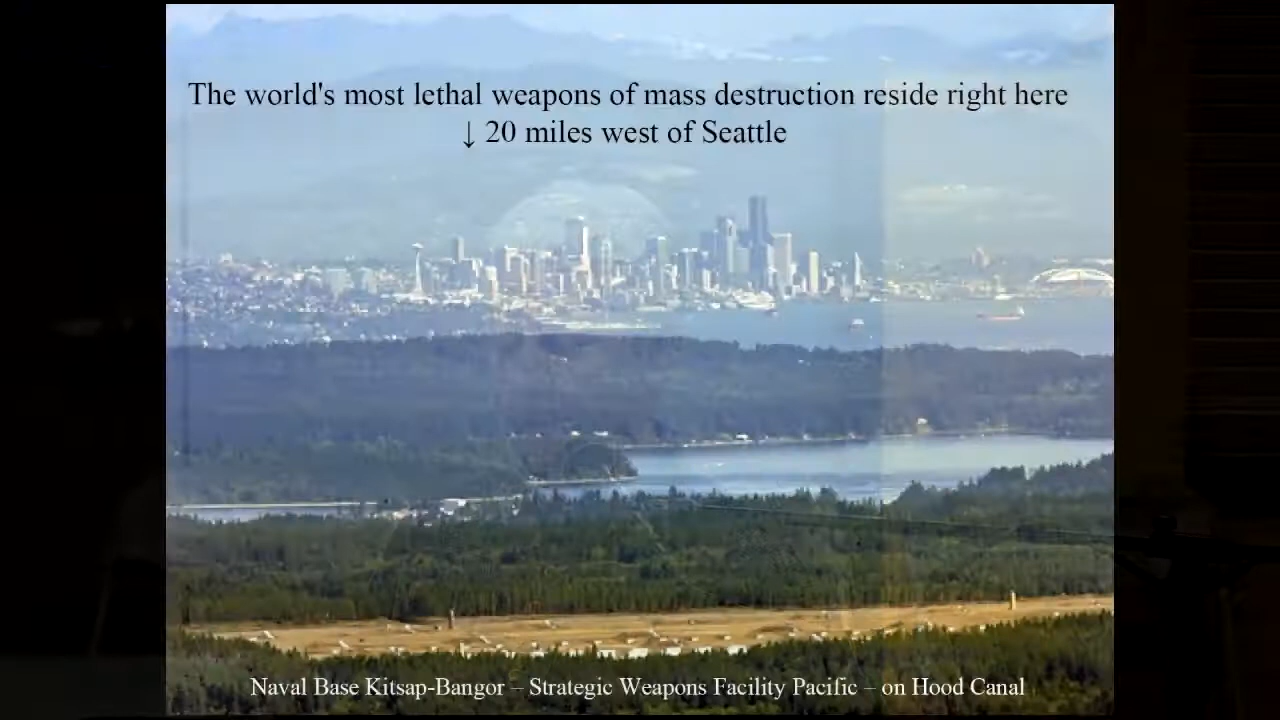 The world's most lethal weapons of mass destruction reside right here
↓ 20 miles west of Seattle
Naval Base Kitsap-Bangor – Strategic Weapons Facility Pacific – on Hood Canal